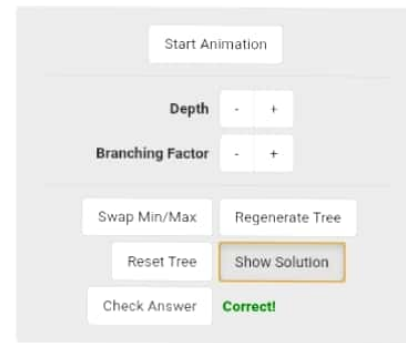 Start Animation
Depth - +
Branching Factor - +
Swap Min/Max Regenerate Tree
Reset Tree Show Solution
Check Answer Correct!